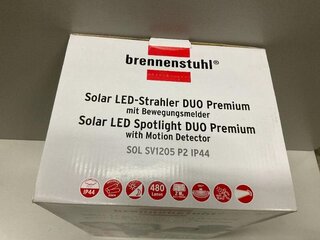 brennenstuhl®
Solar LED-Strahler DUO Premium
mit Bewegungsmelder
Solar LED Spotlight DUO Premium
with Motion Detector
SOL SV1205 P2 IP44
IP44
480
Lumen